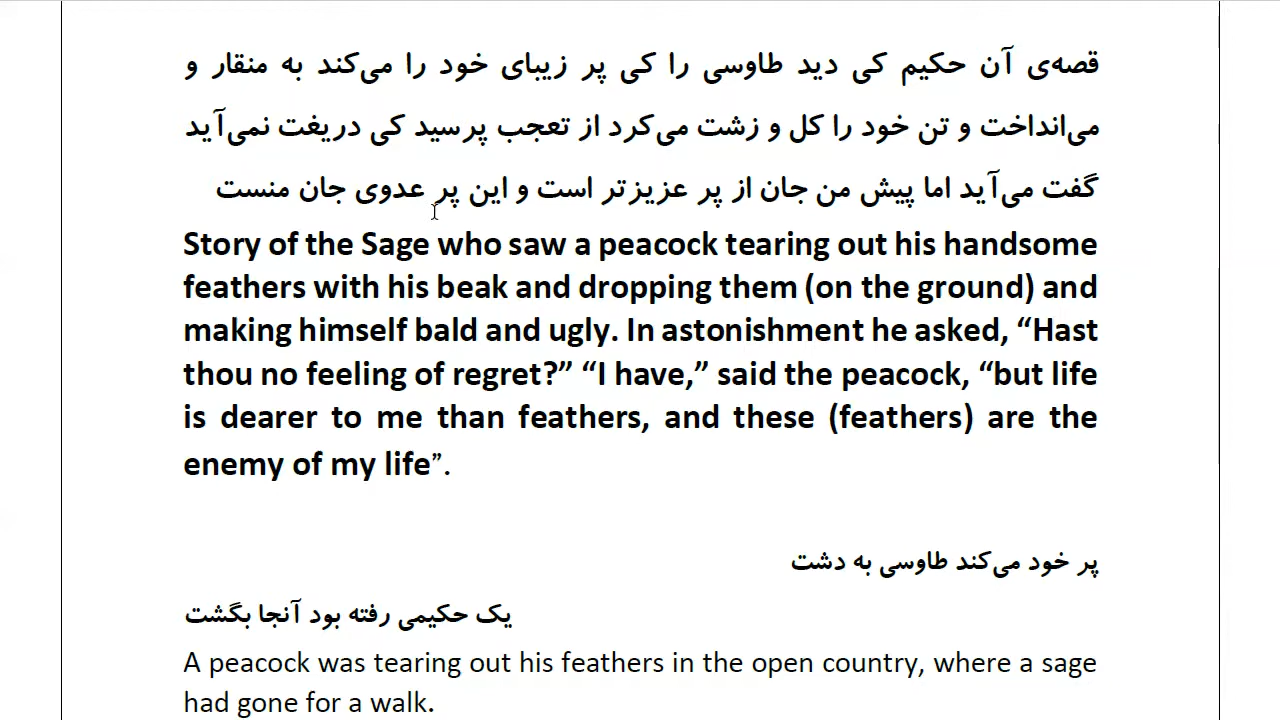 قصه‌ی آن حکیم کی دید طاوسی را کی پر زیبای خود را می‌کند به منقار و
می‌انداخت و تن خود را کل و زشت می‌کرد از تعجب پرسید کی دریغت نمی‌آید
گفت می‌آید اما پیش من جان از پر عزیزتر است و این پر عدوی جان منست
Story of the Sage who saw a peacock tearing out his handsome
feathers with his beak and dropping them (on the ground) and
making himself bald and ugly. In astonishment he asked, “Hast
thou no feeling of regret?” “I have,” said the peacock, “but life
is dearer to me than feathers, and these (feathers) are the
enemy of my life”.
پر خود می‌کند طاوسی به دشت
یک حکیمی رفته بود آنجا بگشت
A peacock was tearing out his feathers in the open country, where a sage
had gone for a walk.